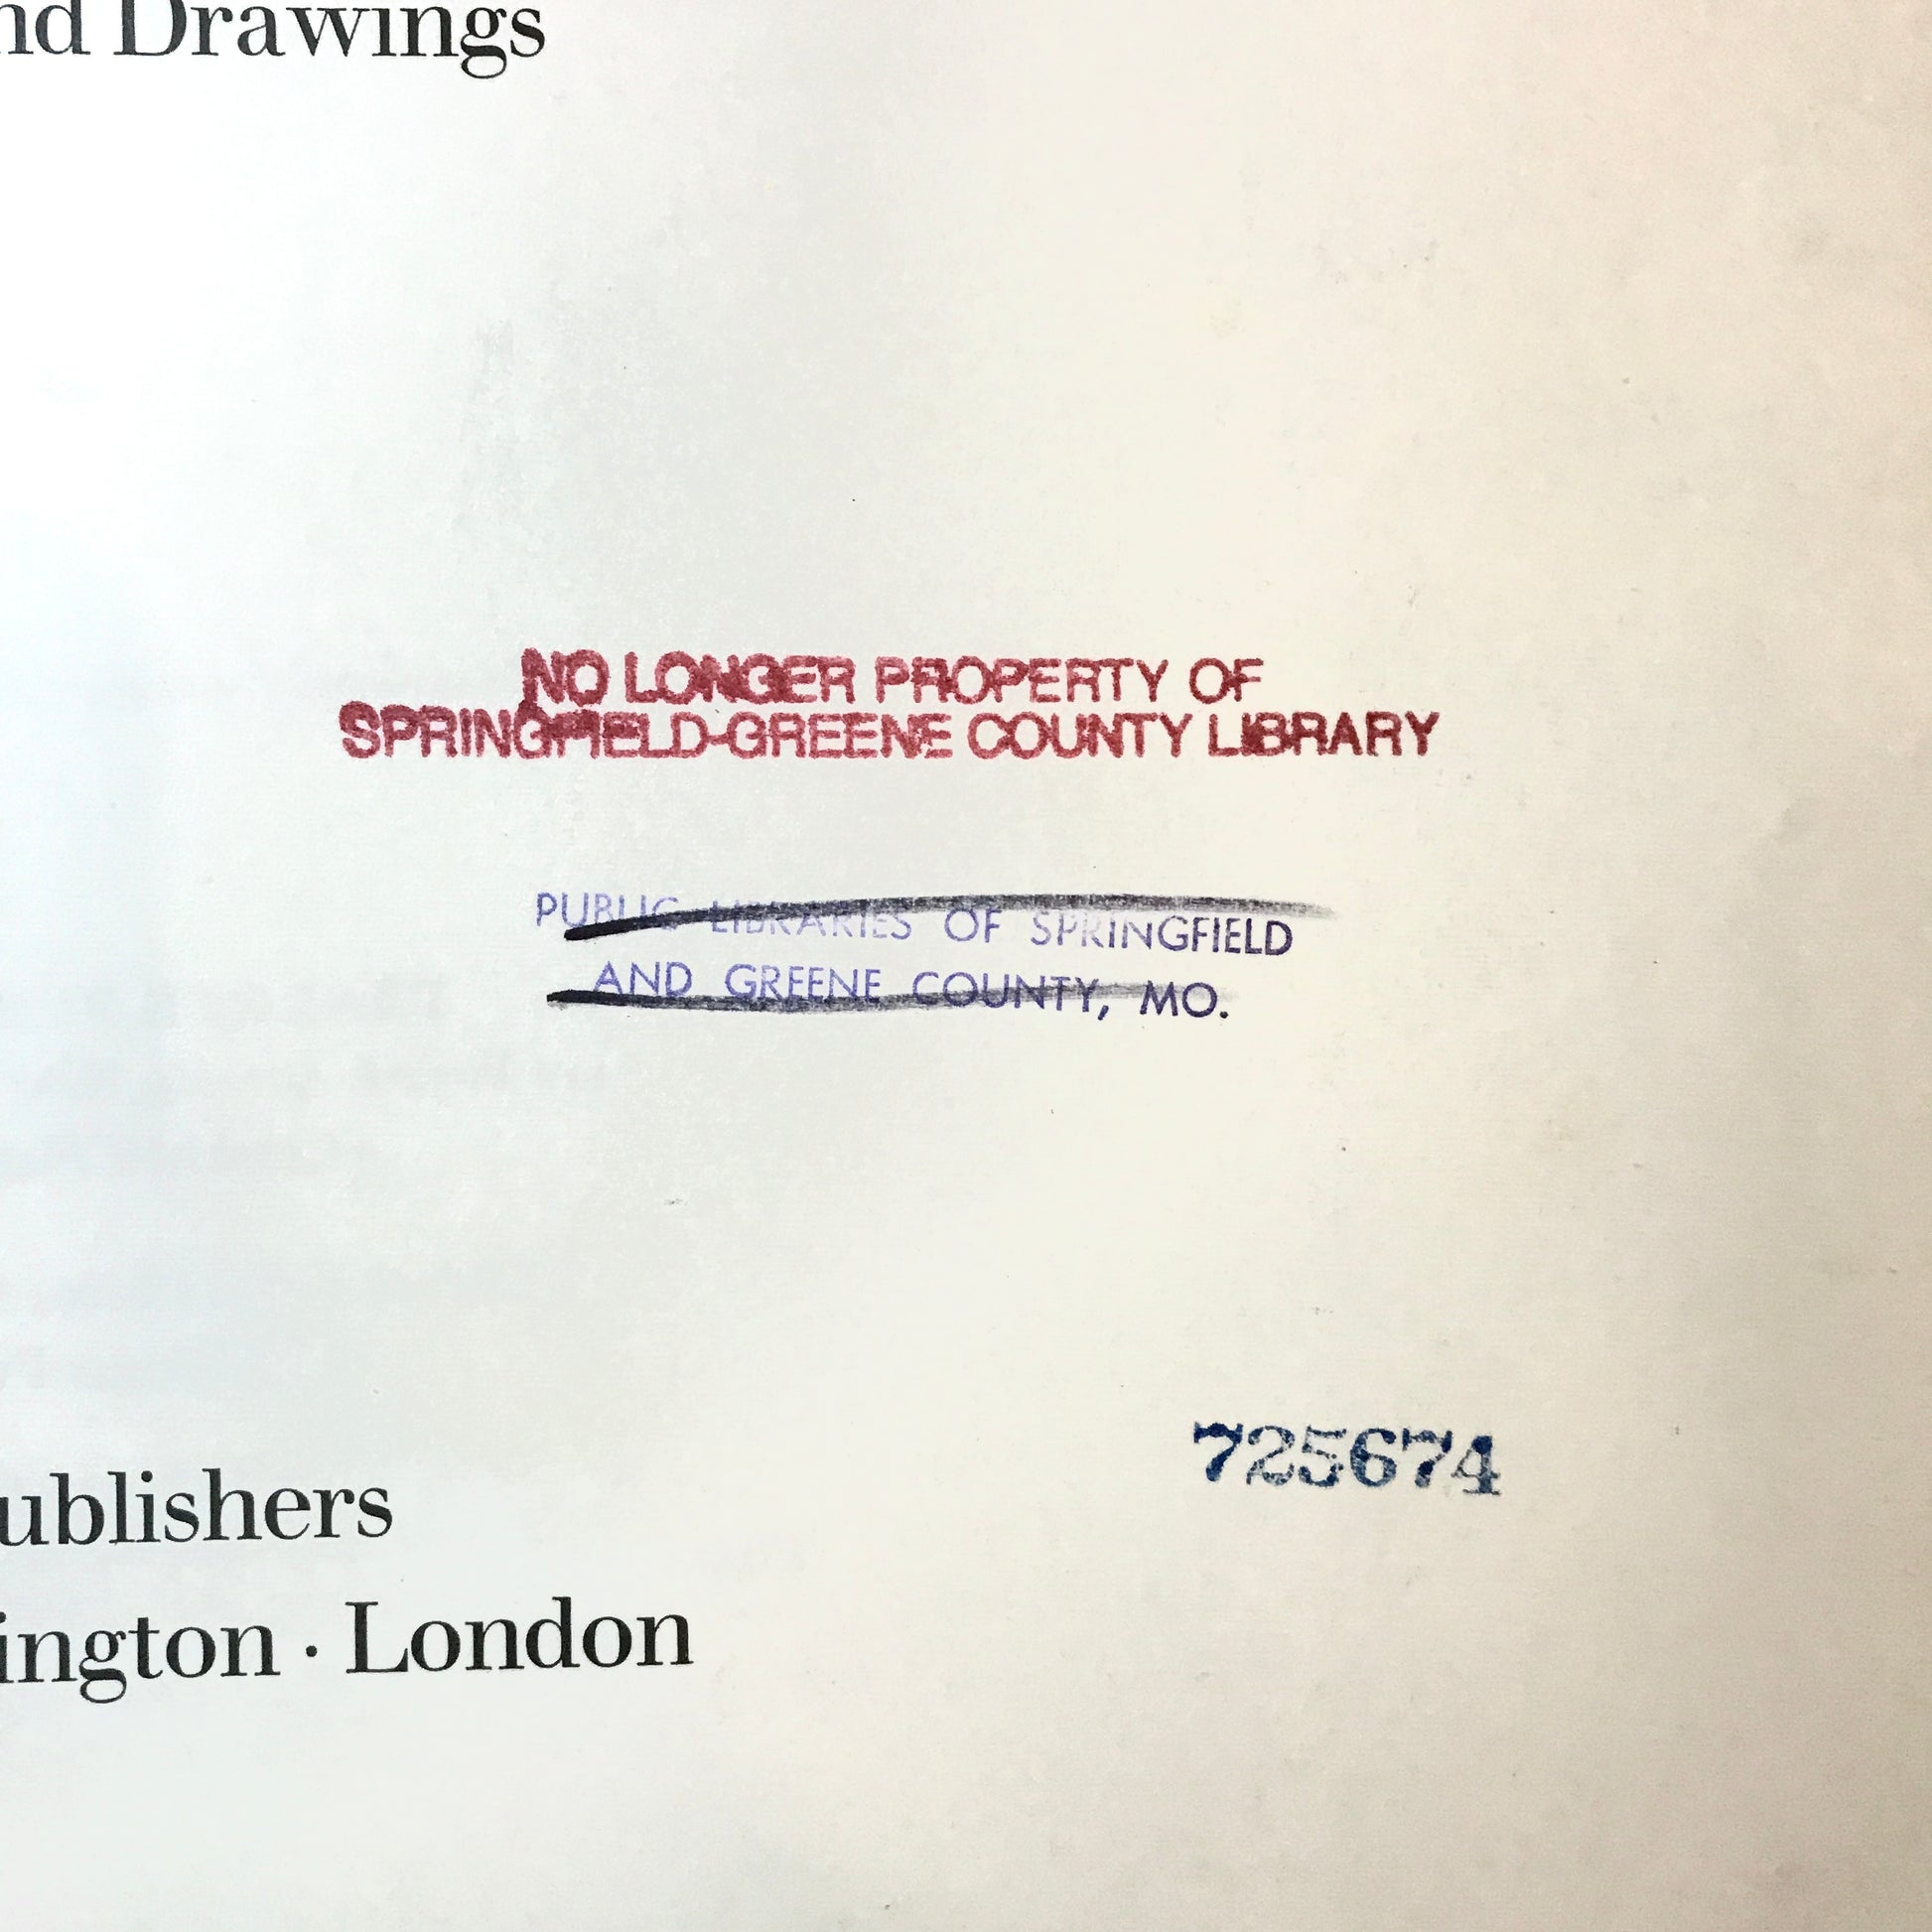 nd Drawings
NO LONGER PROPERTY OF
SPRINGFIELD-GREENE COUNTY LIBRARY
PUBLIC LIBRARIES OF SPRINGFIELD
AND GREENE COUNTY, MO.
725674
ublishers
ington · London